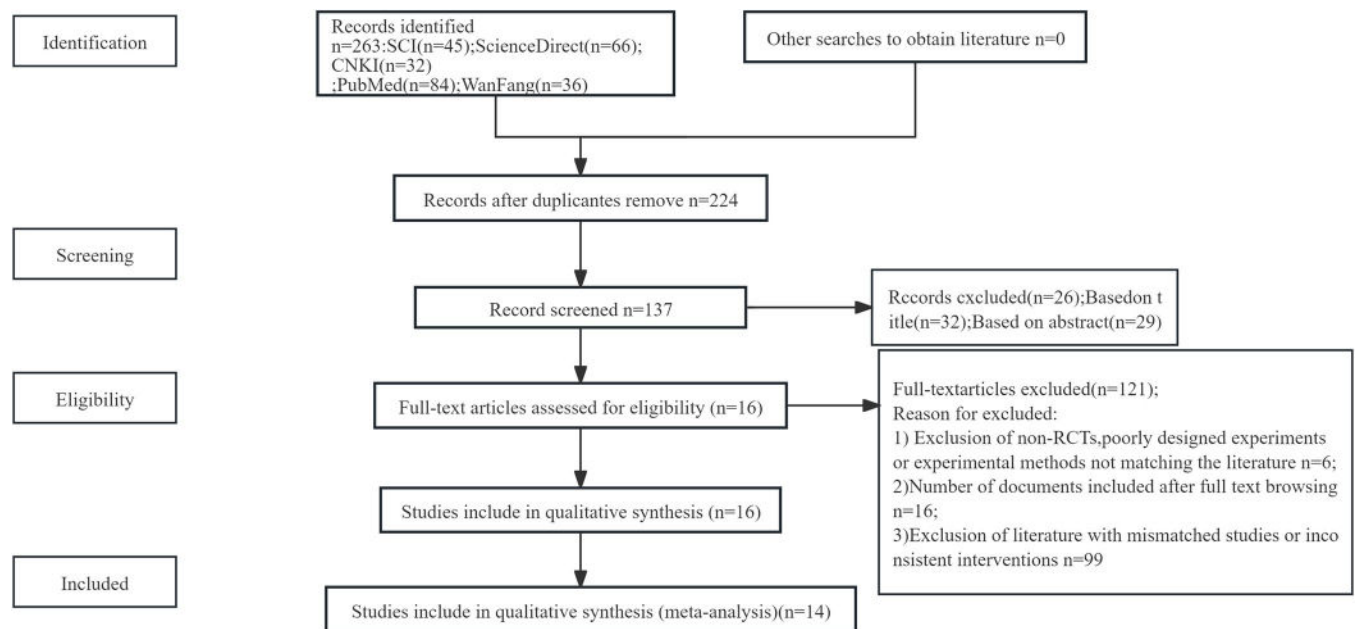 Identification
Records identified
n=263:SCI(n=45);ScienceDirect(n=66);
CNKI(n=32)
;PubMed(n=84);WanFang(n=36)
Other searches to obtain literature n=0
Records after duplicantes remove n=224
Screening
Record screened n=137
Rccords cxcluded(n=26);Basedon t
itle(n=32);Based on abstract(n=29)
Eligibility
Full-text articles assessed for eligibility (n=16)
Full-textarticles excluded(n=121);
Reason for excluded:
1) Exclusion of non-RCTs,poorly designed experiments
or experimental methods not matching the literature n=6;
2)Number of documents included after full text browsing
n=16;
3)Exclusion of literature with mismatched studies or inco
nsistent interventions n=99
Studies include in qualitative synthesis (n=16)
Included
Studies include in qualitative synthesis (meta-analysis)(n=14)